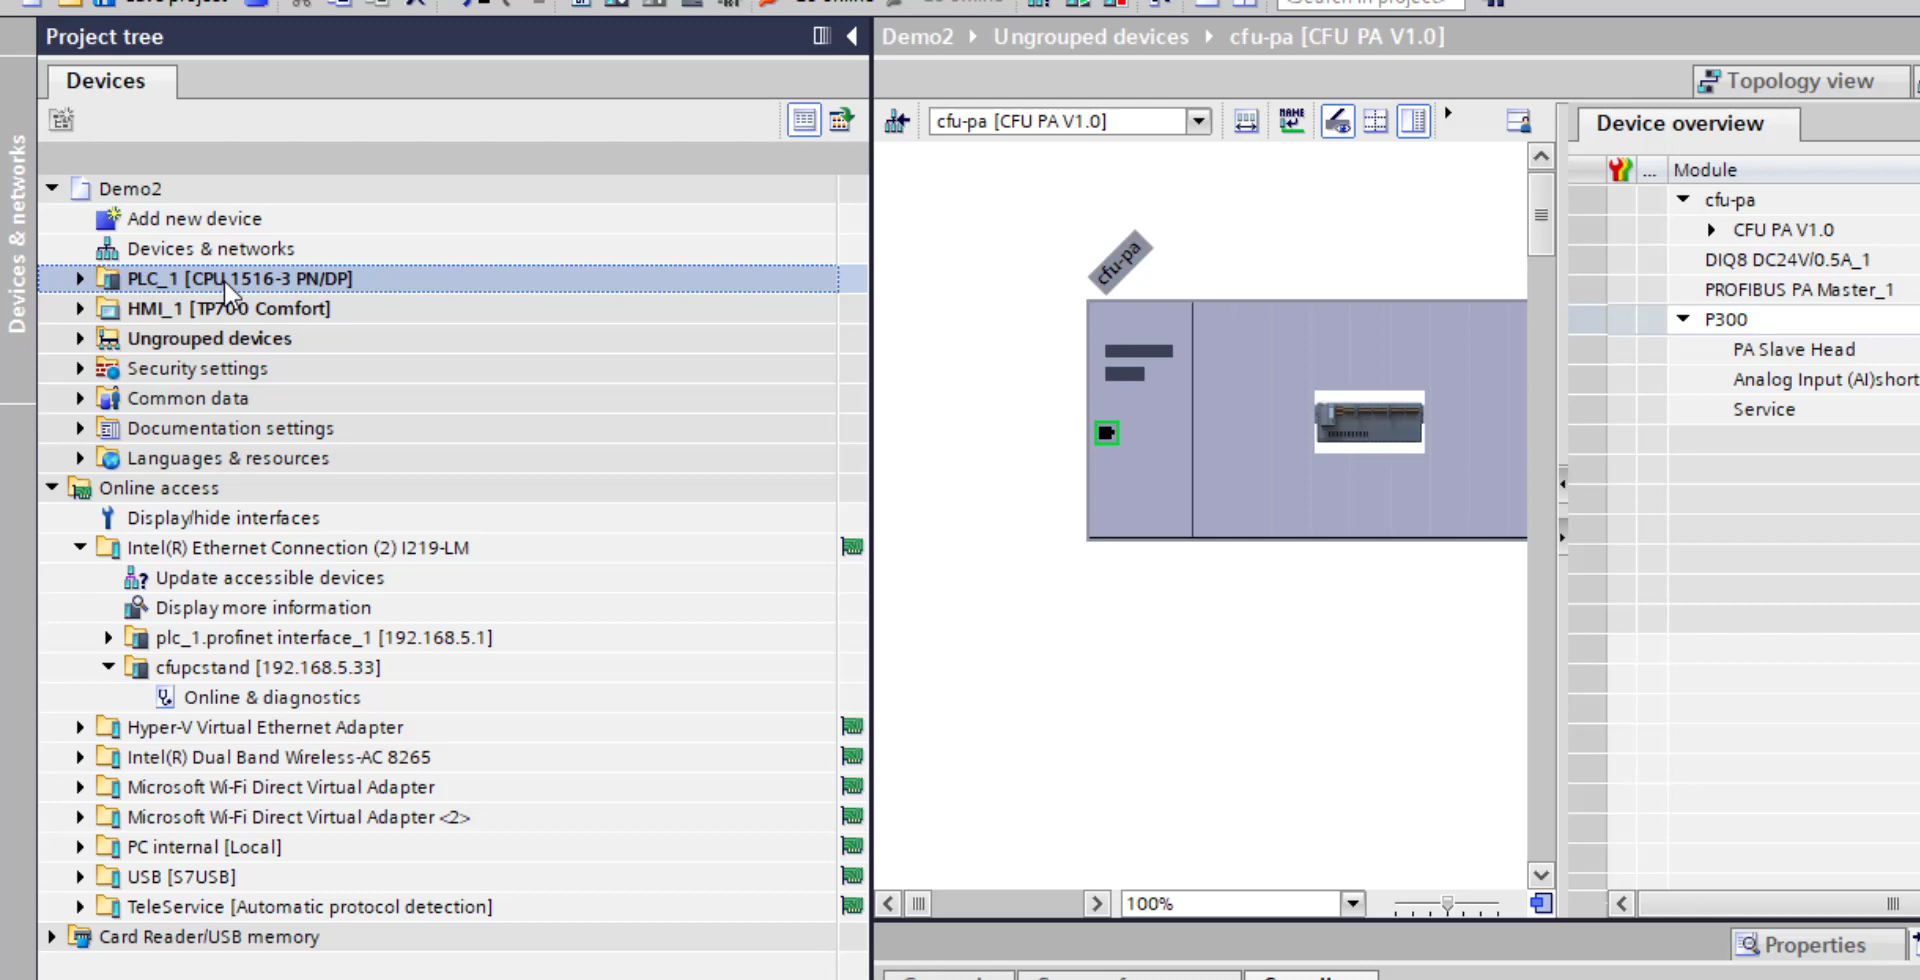 Project tree
Devices
Devices & networks
Demo2
Add new device
Devices & networks
PLC_1 [CPU 1516-3 PN/DP]
HMI_1 [TP700 Comfort]
Ungrouped devices
Security settings
Common data
Documentation settings
Languages & resources
Online access
Display/hide interfaces
Intel(R) Ethernet Connection (2) I219-LM
Update accessible devices
Display more information
plc_1.profinet interface_1 [192.168.5.1]
cfupcstand [192.168.5.33]
Online & diagnostics
Hyper-V Virtual Ethernet Adapter
Intel(R) Dual Band Wireless-AC 8265
Microsoft Wi-Fi Direct Virtual Adapter
Microsoft Wi-Fi Direct Virtual Adapter <2>
PC internal [Local]
USB [S7USB]
TeleService [Automatic protocol detection]
Card Reader/USB memory
Demo2 ▸ Ungrouped devices ▸ cfu-pa [CFU PA V1.0]
Topology view
cfu-pa [CFU PA V1.0]
NAME
cfu-pa
100%
Device overview
... Module
cfu-pa
CFU PA V1.0
DIQ8 DC24V/0.5A_1
PROFIBUS PA Master_1
P300
PA Slave Head
Analog Input (AI)short
Service
Properties